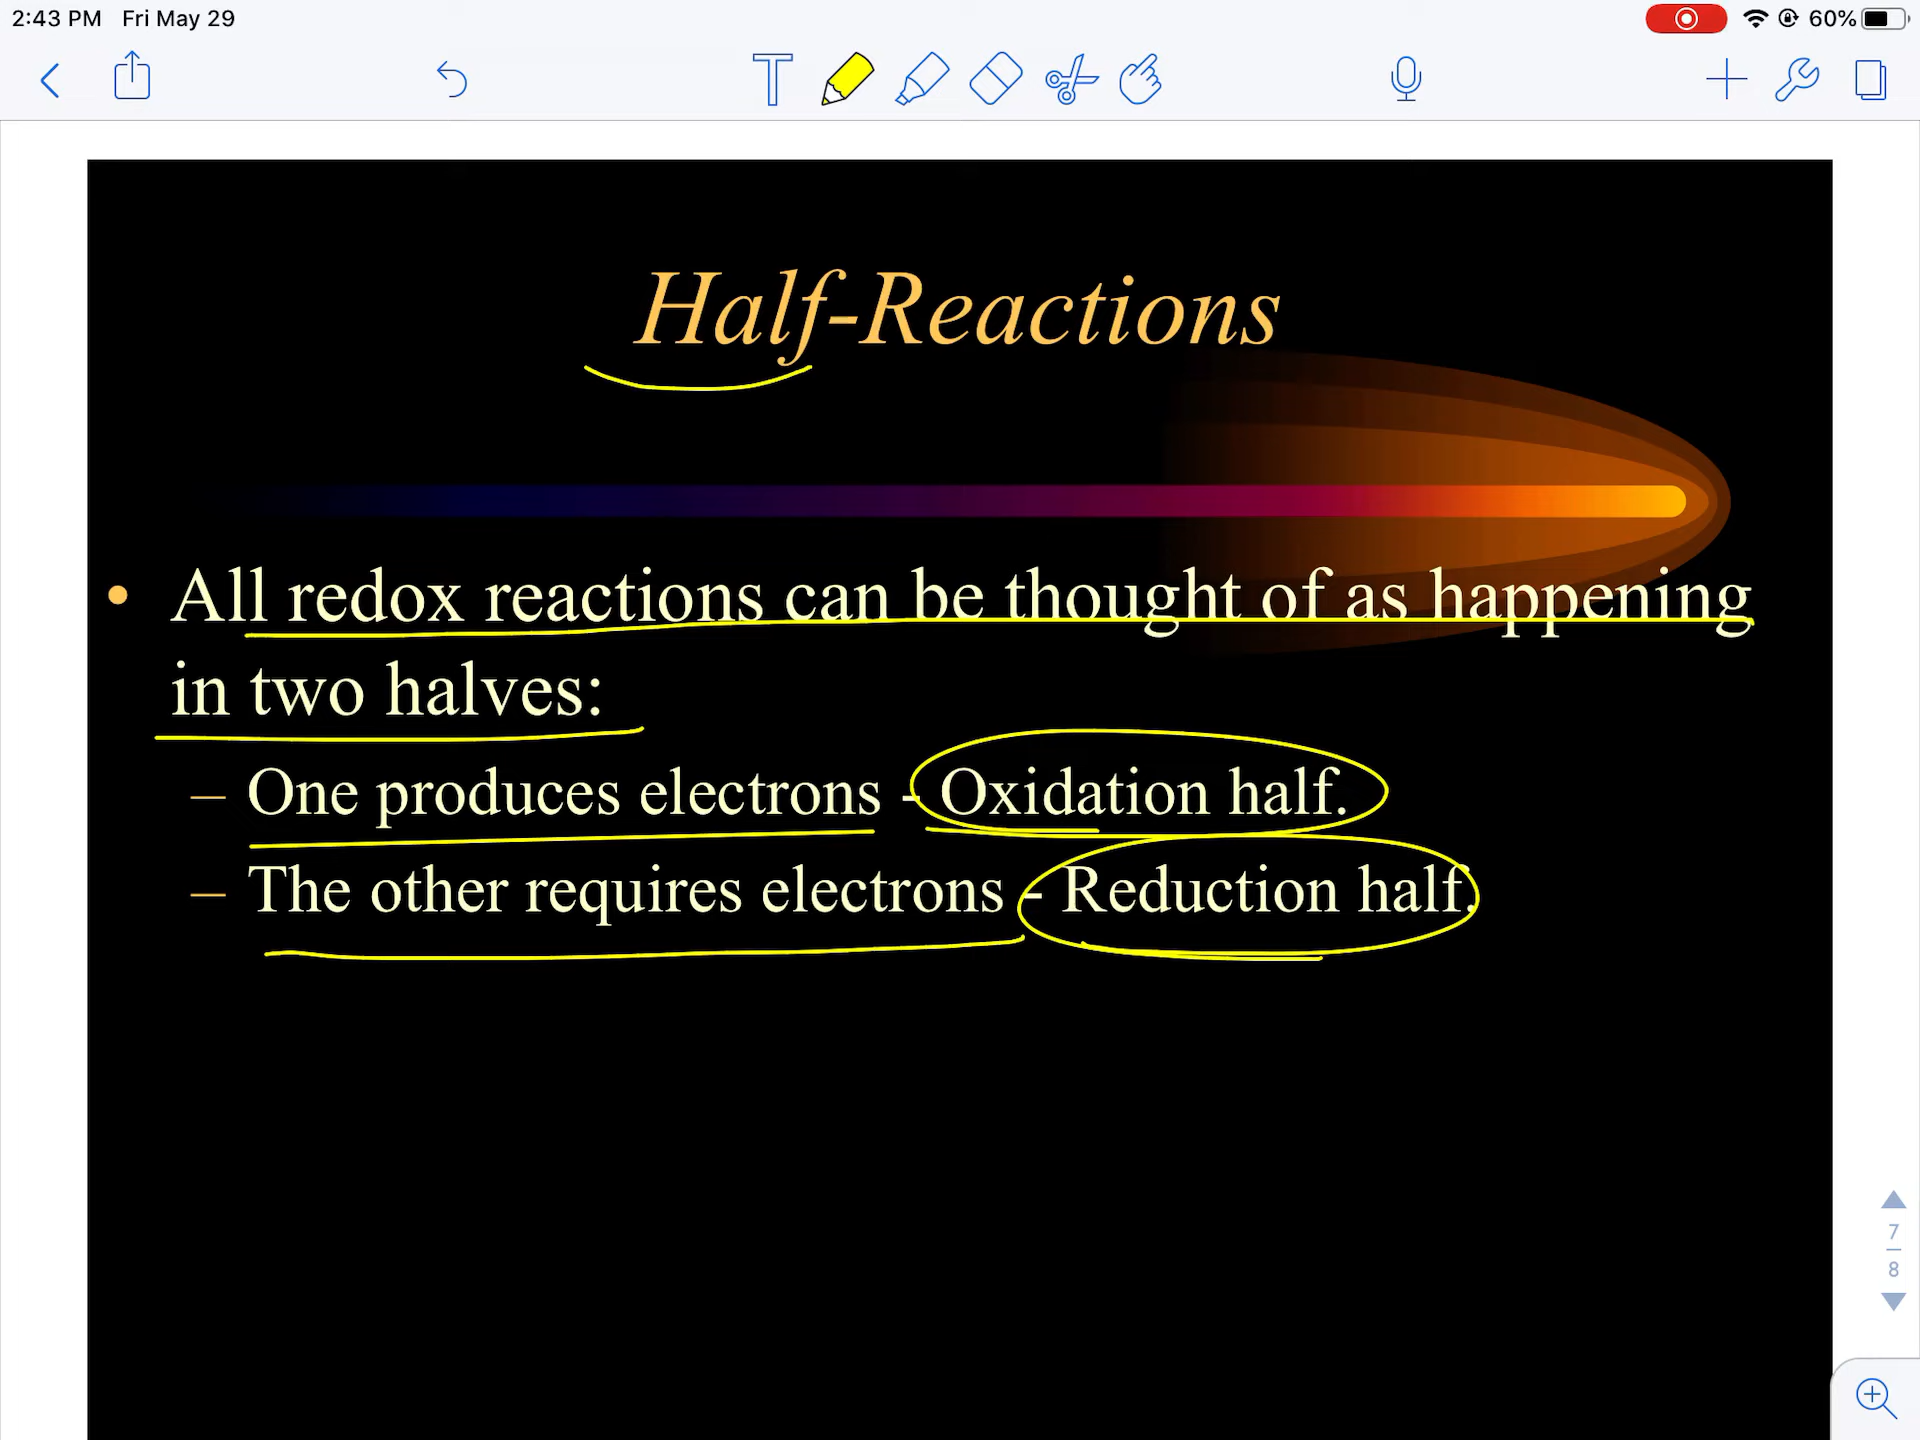 2:43 PM Fri May 29
60%
T
Half-Reactions
• All redox reactions can be thought of as happening
in two halves:
– One produces electrons - Oxidation half.
– The other requires electrons - Reduction half.
7
8